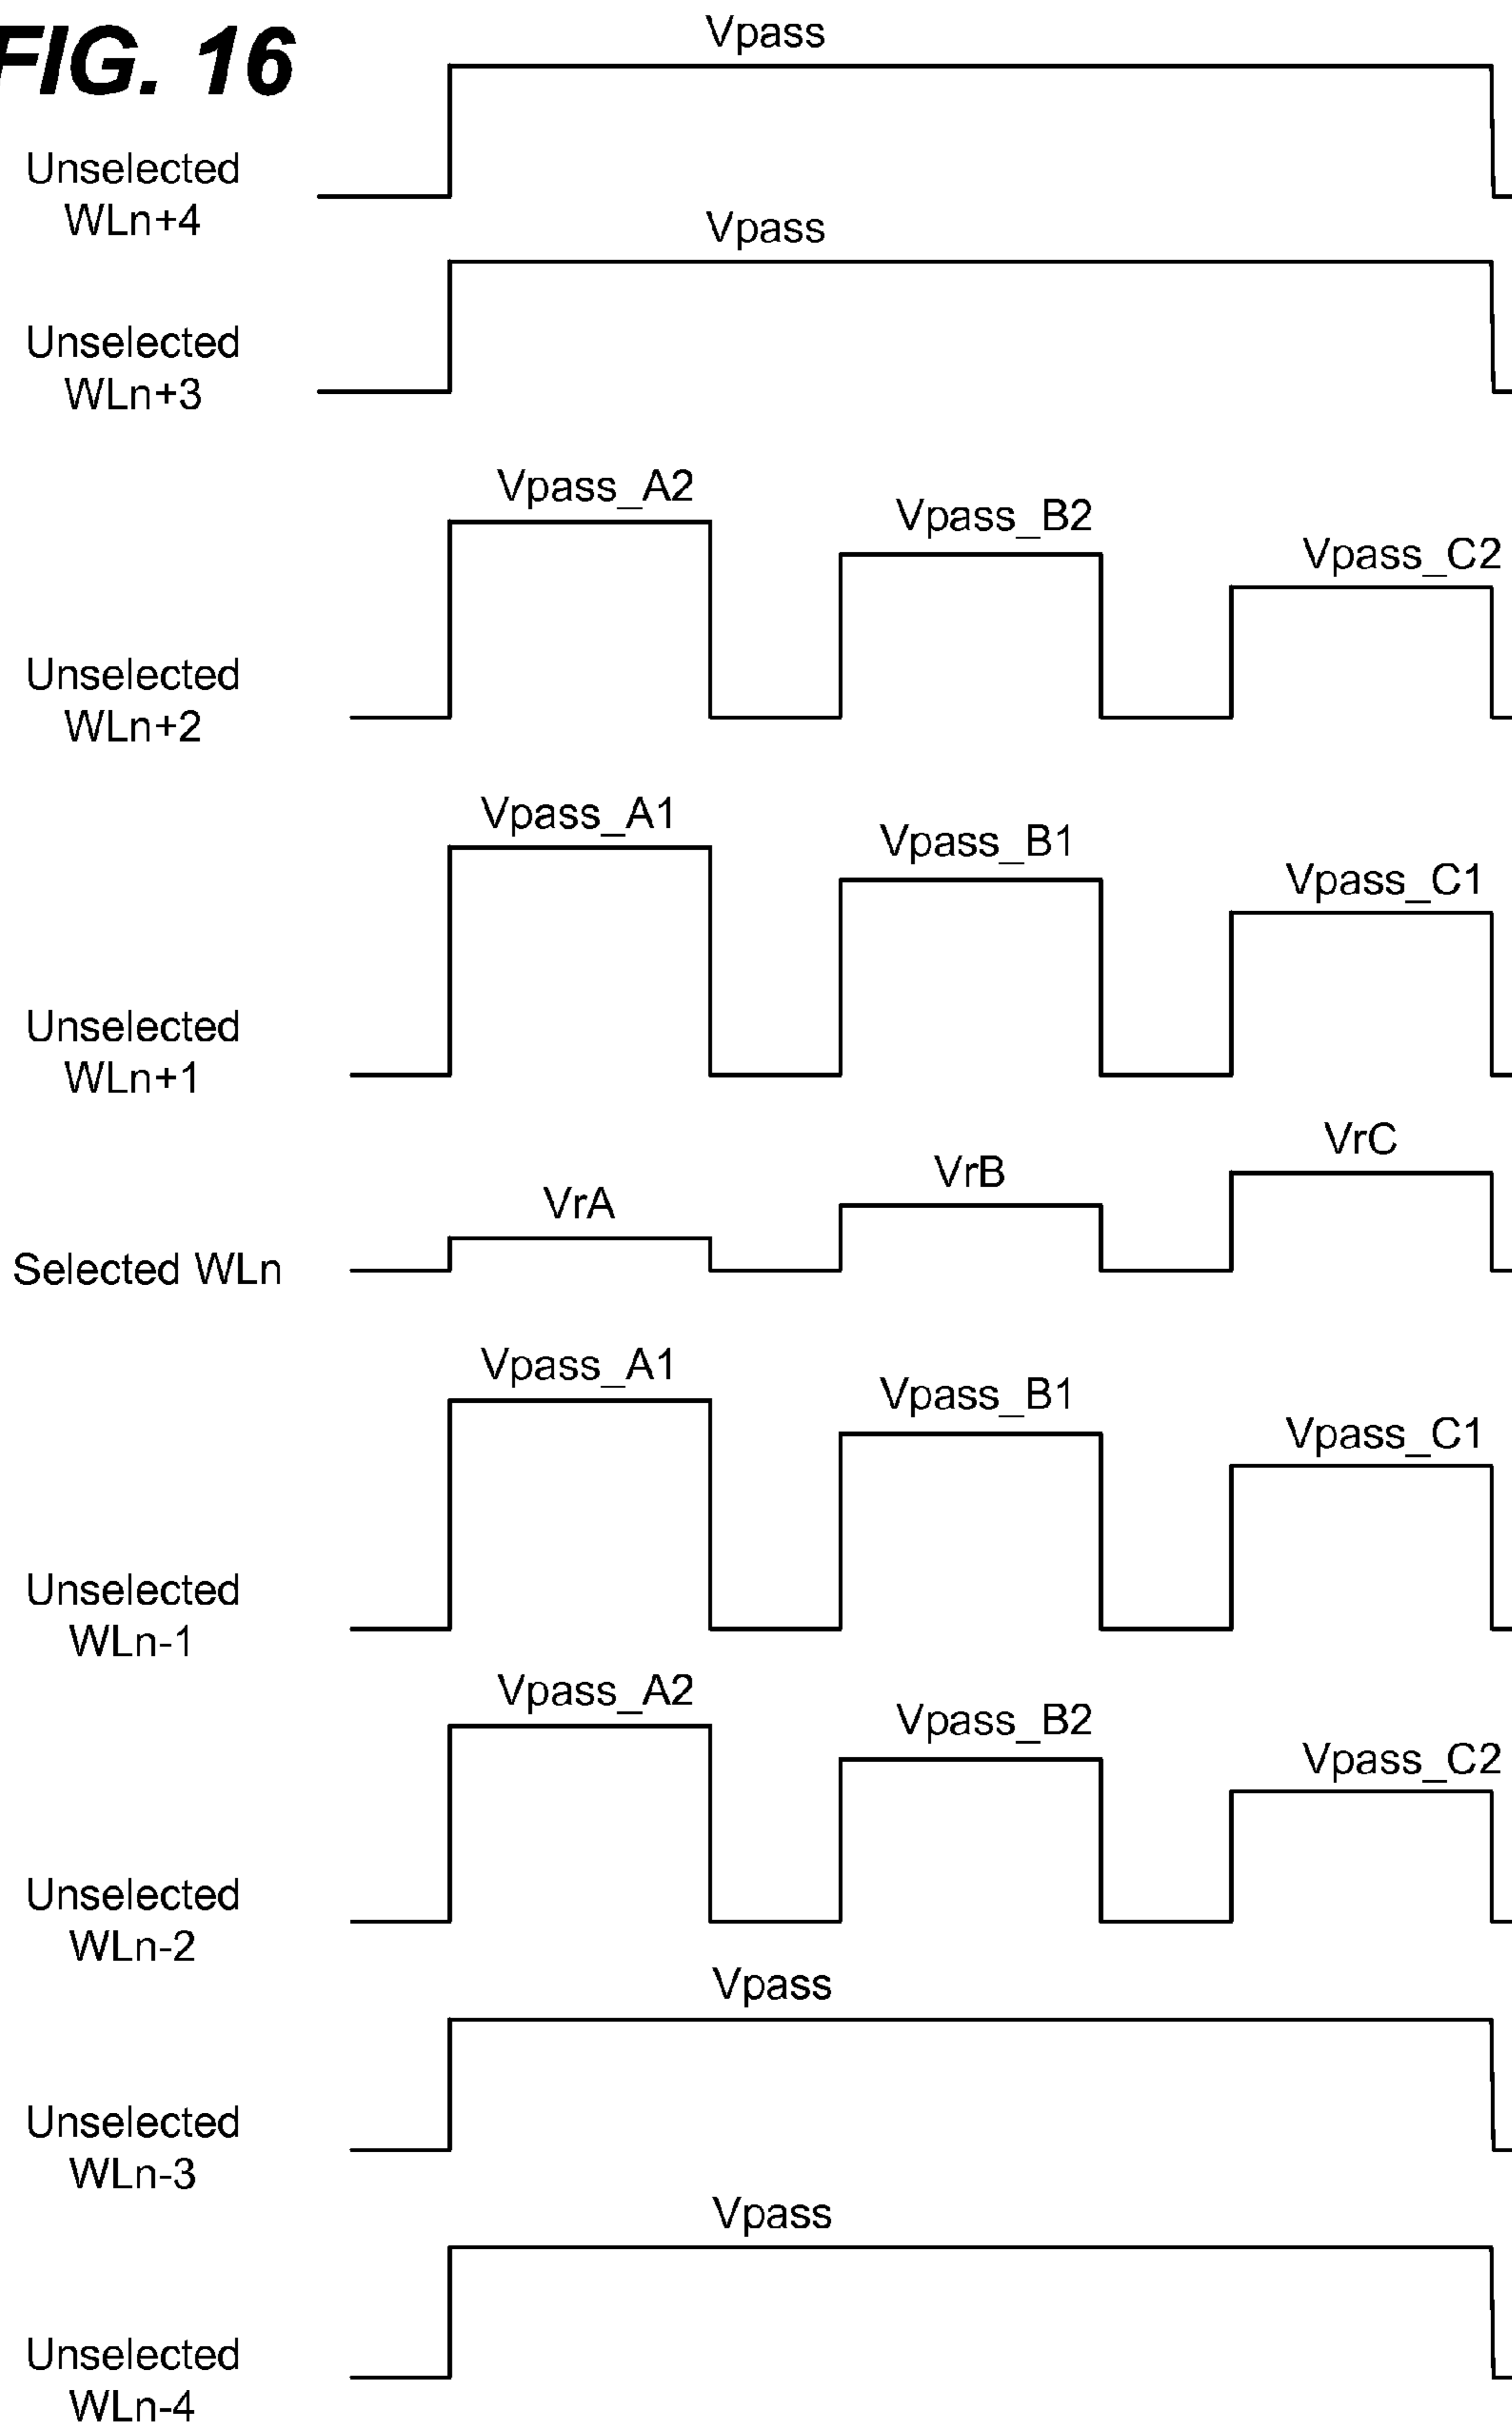 FIG. 16
Vpass
Unselected
WLn+4
Vpass
Unselected
WLn+3
Vpass_A2
Vpass_B2
Vpass_C2
Unselected
WLn+2
Vpass_A1
Vpass_B1
Vpass_C1
Unselected
WLn+1
VrA
VrB
VrC
Selected WLn
Vpass_A1
Vpass_B1
Vpass_C1
Unselected
WLn-1
Vpass_A2
Vpass_B2
Vpass_C2
Unselected
WLn-2
Vpass
Unselected
WLn-3
Vpass
Unselected
WLn-4